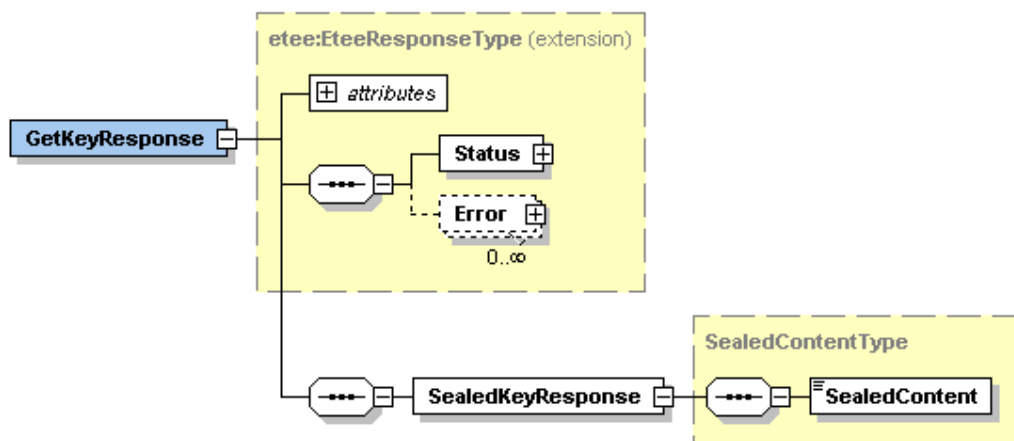 etee:EteeResponseType (extension)
attributes
GetKeyResponse
Status
Error
0..∞
SealedContentType
SealedKeyResponse
SealedContent